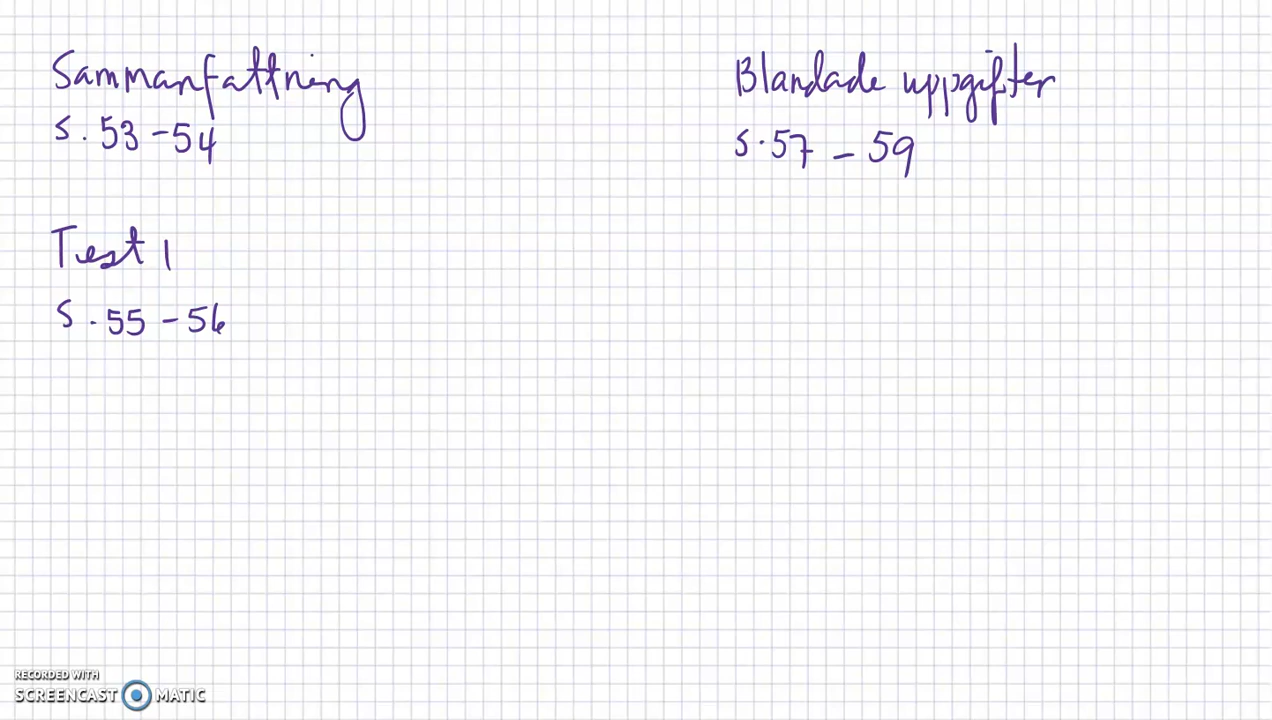 Sammanfattning
s. 53 - 54
Test 1
s. 55 - 56
Blandade uppgifter
s. 57 - 59
RECORDED WITH
SCREENCAST MATIC